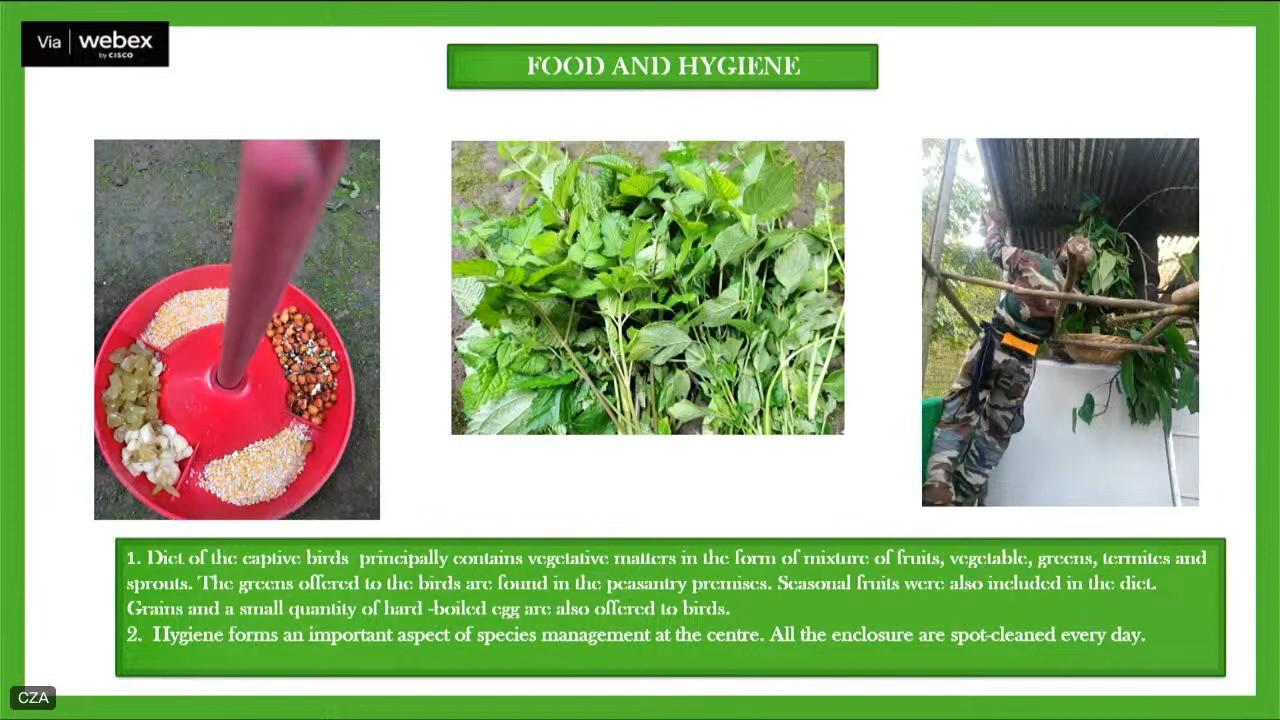 Via webex
by CISCO
FOOD AND HYGIENE
1. Diet of the captive birds principally contains vegetative matters in the form of mixture of fruits, vegetable, greens, termites and
sprouts. The greens offered to the birds are found in the peasantry premises. Seasonal fruits were also included in the diet.
Grains and a small quantity of hard -boiled egg are also offered to birds.
2. Hygiene forms an important aspect of species management at the centre. All the enclosure are spot-cleaned every day.
CZA